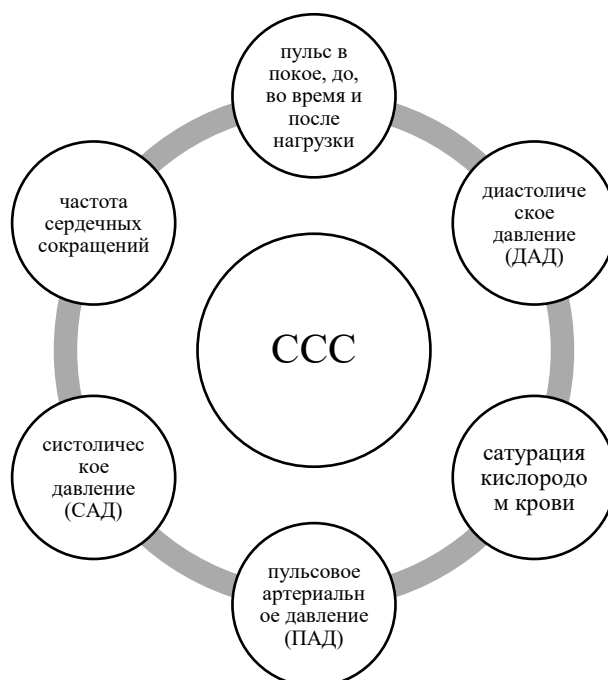 пульс в
покое, до,
во время и
после
нагрузки
диастоличе
ское
давление
(ДАД)
сатурация
кислородо
м крови
пульсовое
артериальн
ое давление
(ПАД)
систоличес
кое
давление
(САД)
частота
сердечных
сокращений
ССС